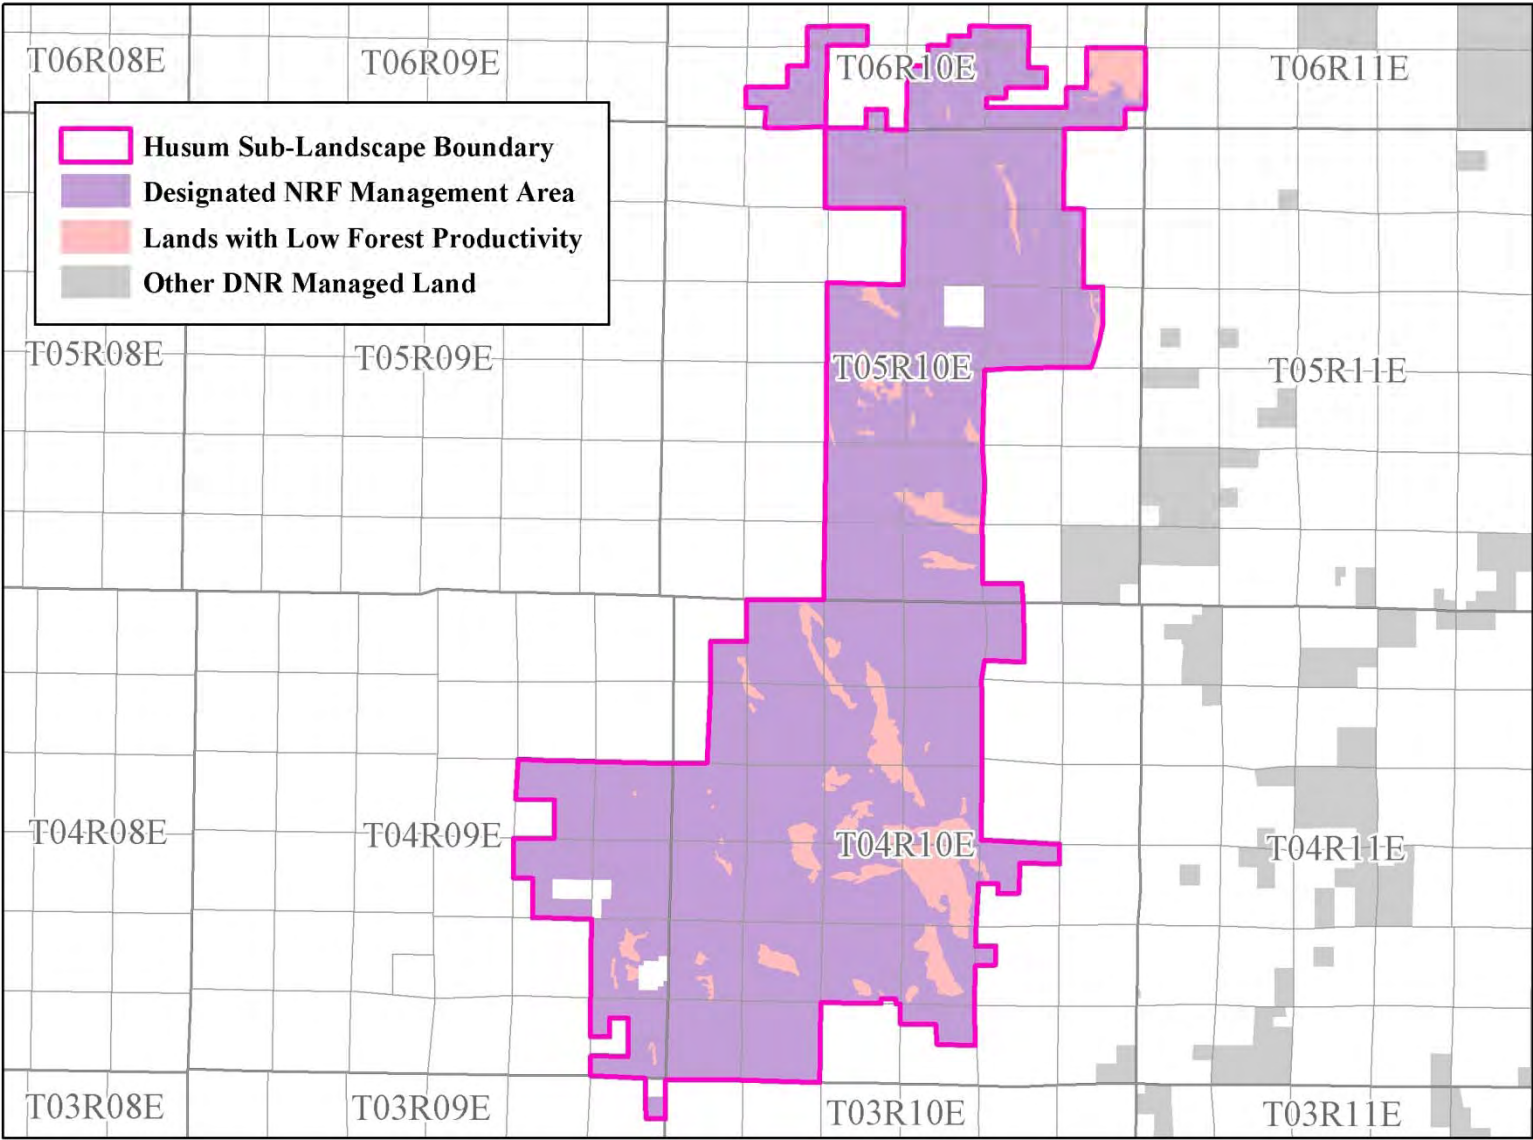 T06R08E
T06R09E
T06R10E
T06R11E
Husum Sub-Landscape Boundary
Designated NRF Management Area
Lands with Low Forest Productivity
Other DNR Managed Land
T05R08E
T05R09E
T05R10E
T05R11E
T04R08E
T04R09E
T04R10E
T04R11E
T03R08E
T03R09E
T03R10E
T03R11E